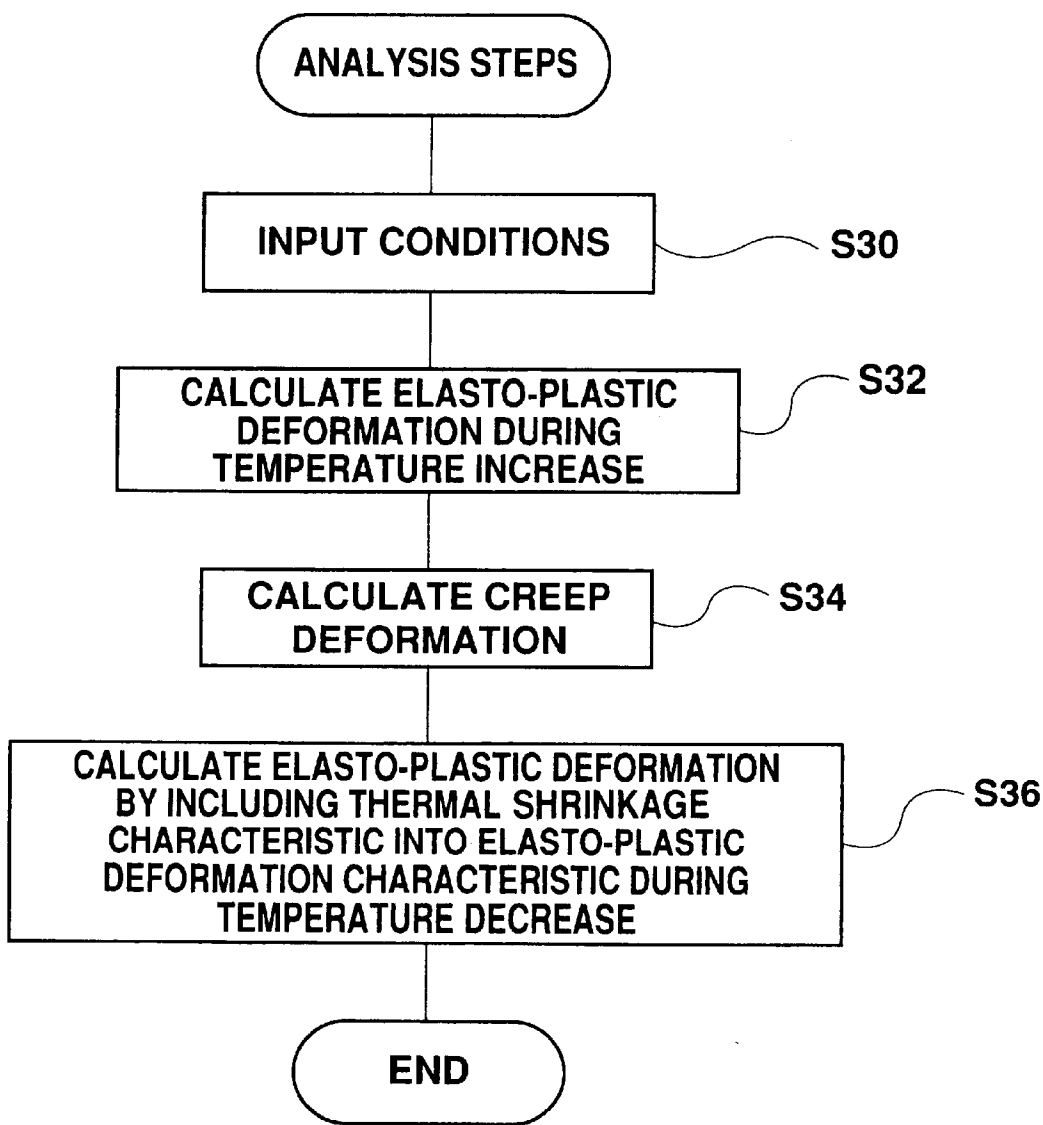 ANALYSIS STEPS
INPUT CONDITIONS
S30
CALCULATE ELASTO-PLASTIC
DEFORMATION DURING
TEMPERATURE INCREASE
S32
CALCULATE CREEP
DEFORMATION
S34
CALCULATE ELASTO-PLASTIC DEFORMATION
BY INCLUDING THERMAL SHRINKAGE
CHARACTERISTIC INTO ELASTO-PLASTIC
DEFORMATION CHARACTERISTIC DURING
TEMPERATURE DECREASE
S36
END